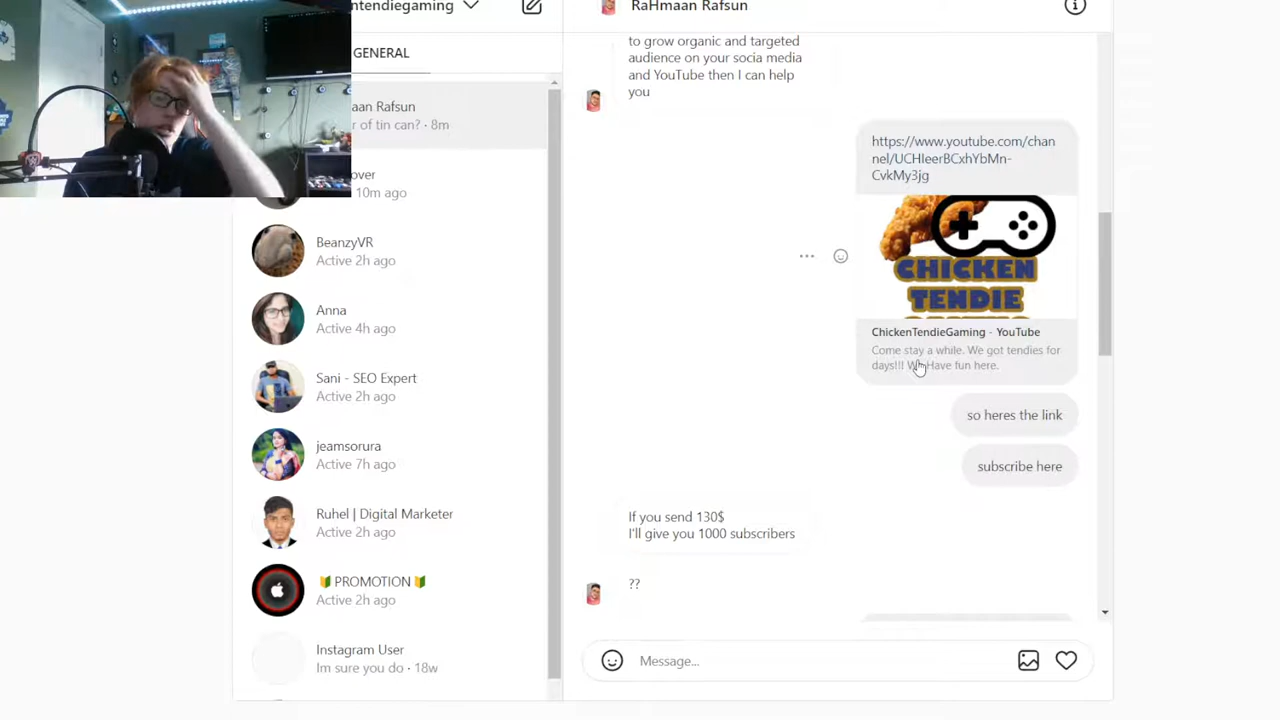 ntendiegaming
GENERAL
aan Rafsun
r of tin can? · 8m
over
10m ago
BeanzyVR
Active 2h ago
Anna
Active 4h ago
Sani - SEO Expert
Active 2h ago
jeamsorura
Active 7h ago
Ruhel | Digital Marketer
Active 2h ago
🔰 PROMOTION 🔰
Active 2h ago
Instagram User
Im sure you do · 18w
RaHmaan Rafsun
to grow organic and targeted
audience on your socia media
and YouTube then I can help
you
https://www.youtube.com/chan
nel/UCHIeerBCxhYbMn-
CvkMy3jg
CHICKEN
TENDIE
ChickenTendieGaming - YouTube
Come stay a while. We got tendies for
days!!! We Have fun here.
so heres the link
subscribe here
If you send 130$
I'll give you 1000 subscribers
??
Message...